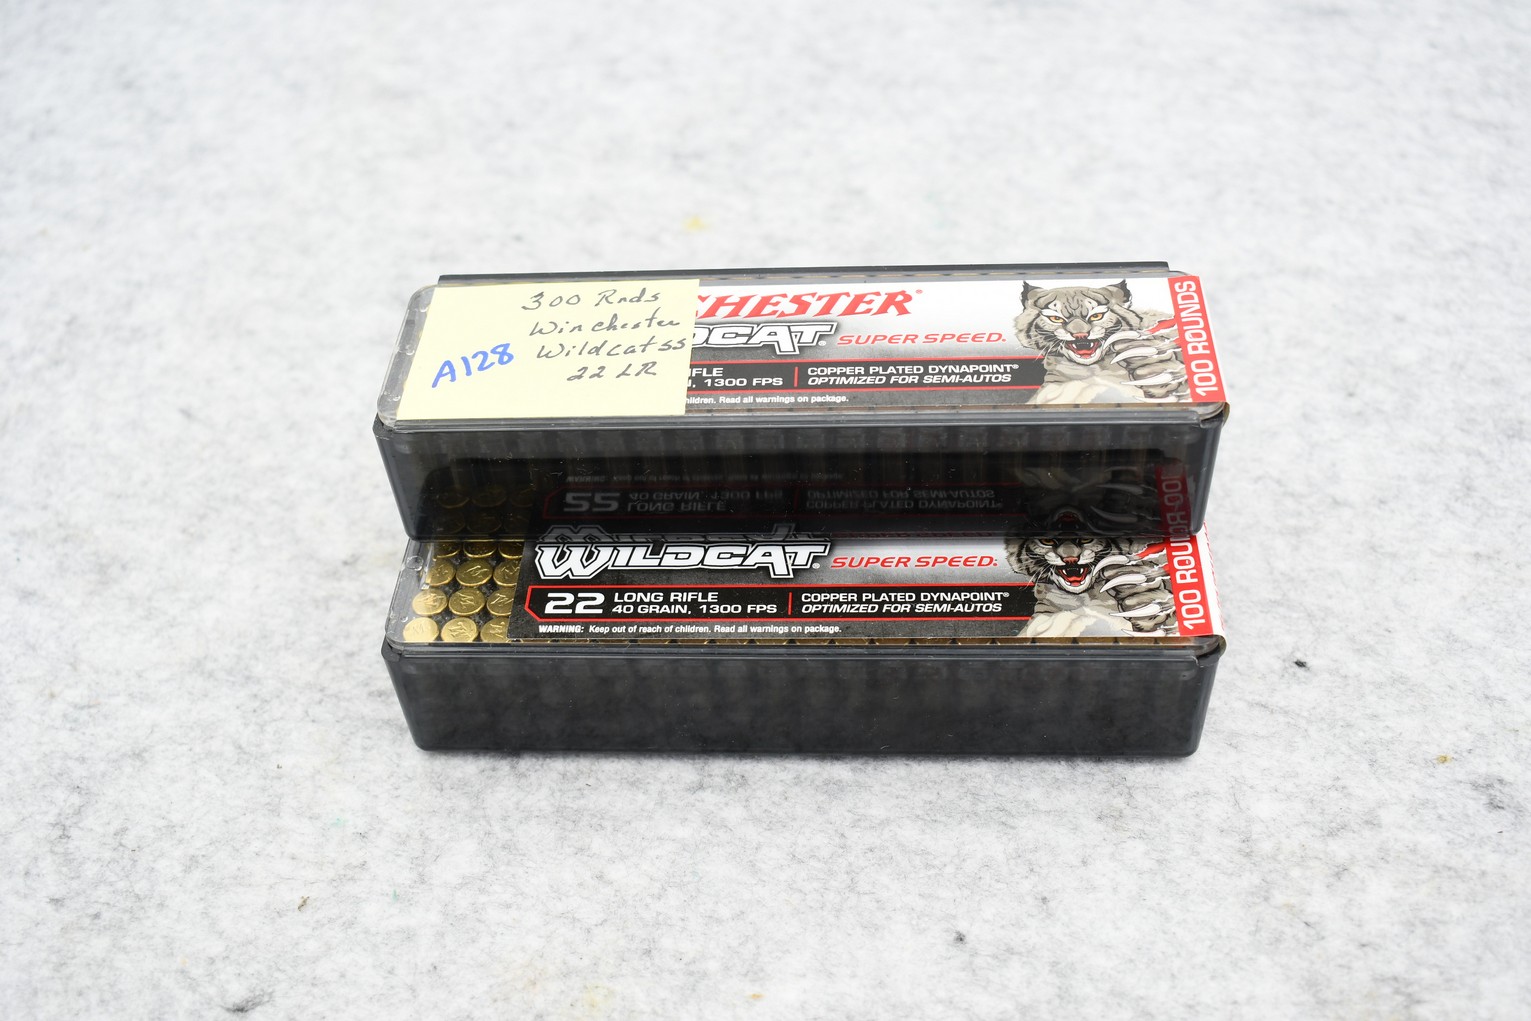 300 Rnds
Winchester
A128 Wildcat SS
22 LR
CHESTER®
DCAT® SUPER SPEED®
IFLE
N, 1300 FPS
COPPER PLATED DYNAPOINT®
OPTIMIZED FOR SEMI-AUTOS
children. Read all warnings on package.
100 ROUNDS
WILDCAT® SUPER SPEED®
22 LONG RIFLE
40 GRAIN, 1300 FPS
COPPER PLATED DYNAPOINT®
OPTIMIZED FOR SEMI-AUTOS
WARNING: Keep out of reach of children. Read all warnings on package.
100 ROU